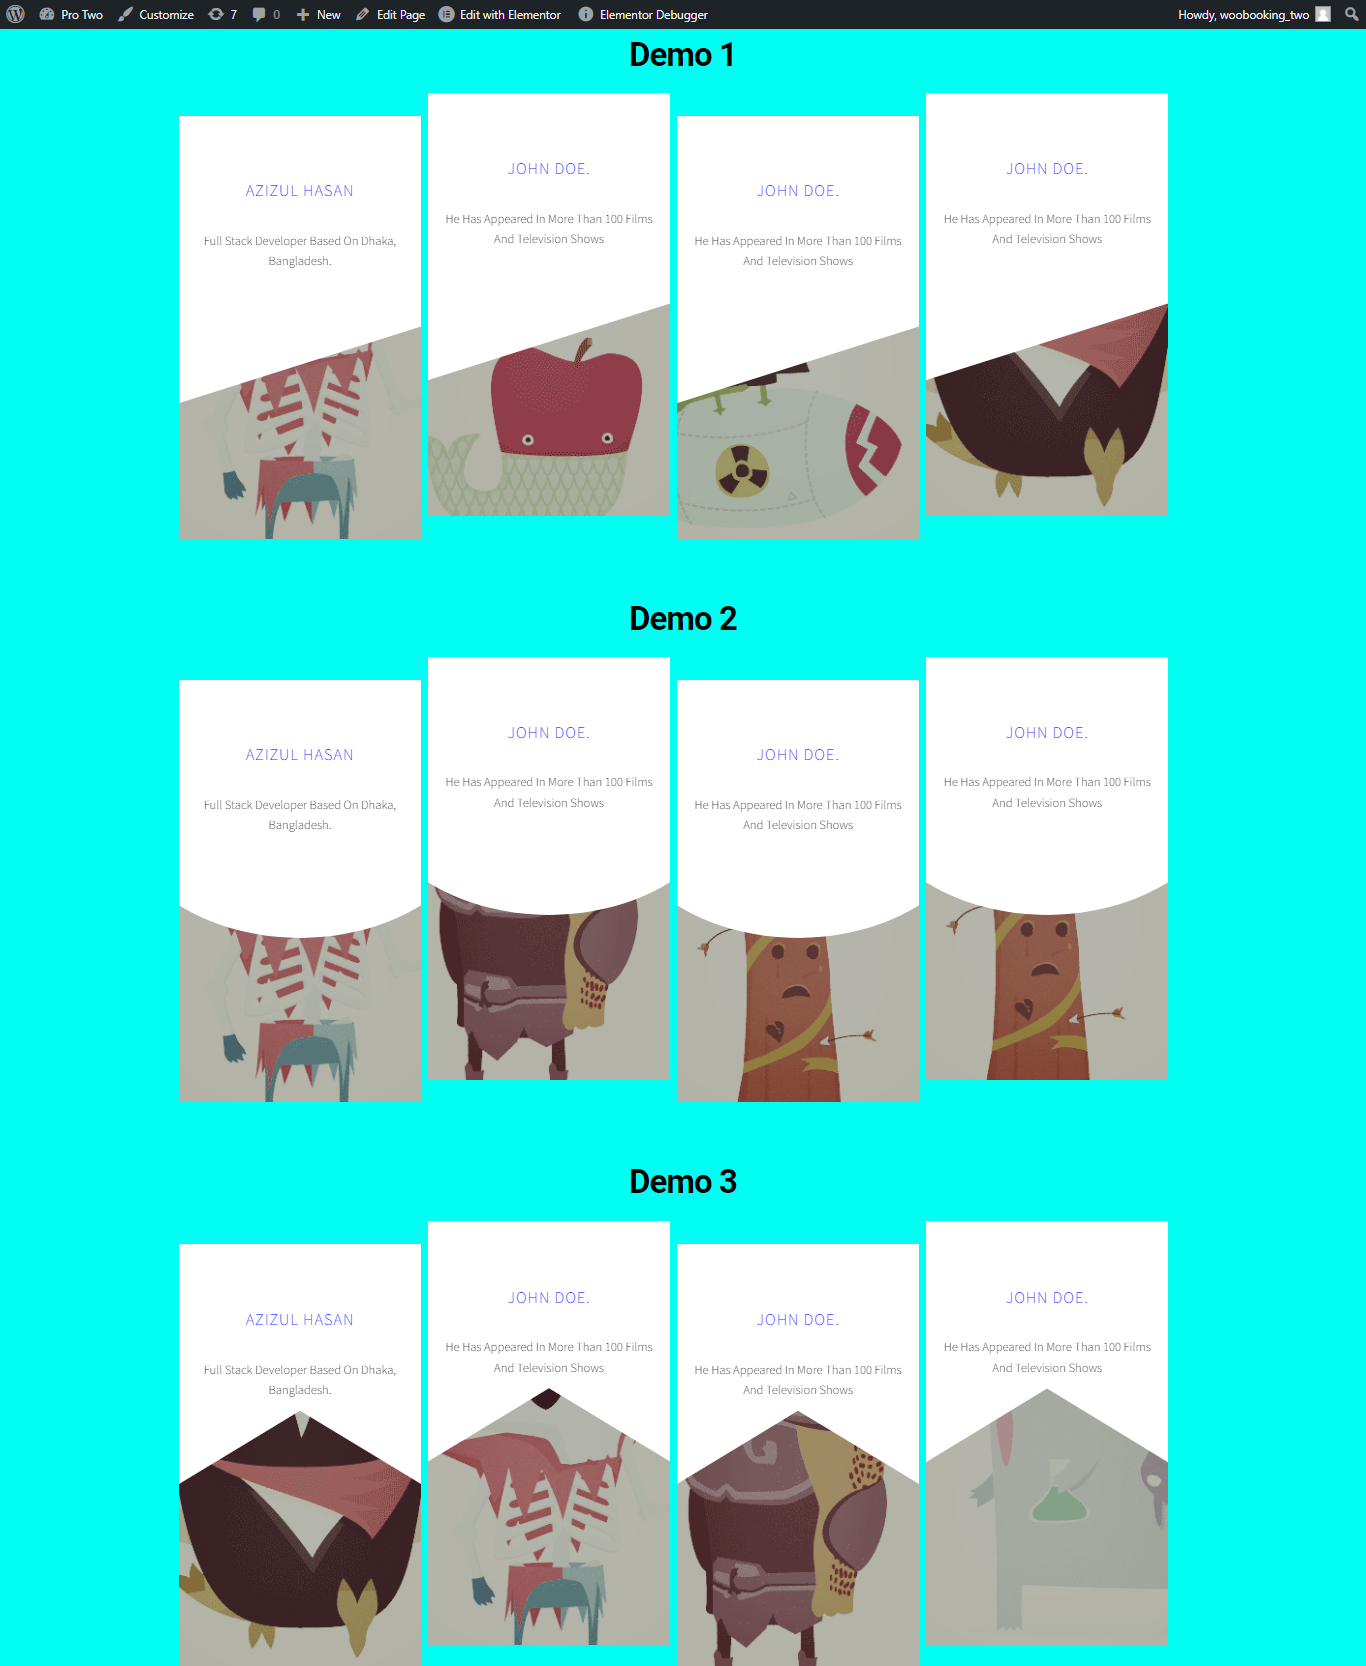 Pro Two Customize 7 0 New Edit Page Edit with Elementor Elementor Debugger Howdy, woobooking_two
Demo 1
AZIZUL HASAN
Full Stack Developer Based On Dhaka,
Bangladesh.
JOHN DOE.
He Has Appeared In More Than 100 Films
And Television Shows
JOHN DOE.
He Has Appeared In More Than 100 Films
And Television Shows
JOHN DOE.
He Has Appeared In More Than 100 Films
And Television Shows
Demo 2
AZIZUL HASAN
Full Stack Developer Based On Dhaka,
Bangladesh.
JOHN DOE.
He Has Appeared In More Than 100 Films
And Television Shows
JOHN DOE.
He Has Appeared In More Than 100 Films
And Television Shows
JOHN DOE.
He Has Appeared In More Than 100 Films
And Television Shows
Demo 3
AZIZUL HASAN
Full Stack Developer Based On Dhaka,
Bangladesh.
JOHN DOE.
He Has Appeared In More Than 100 Films
And Television Shows
JOHN DOE.
He Has Appeared In More Than 100 Films
And Television Shows
JOHN DOE.
He Has Appeared In More Than 100 Films
And Television Shows